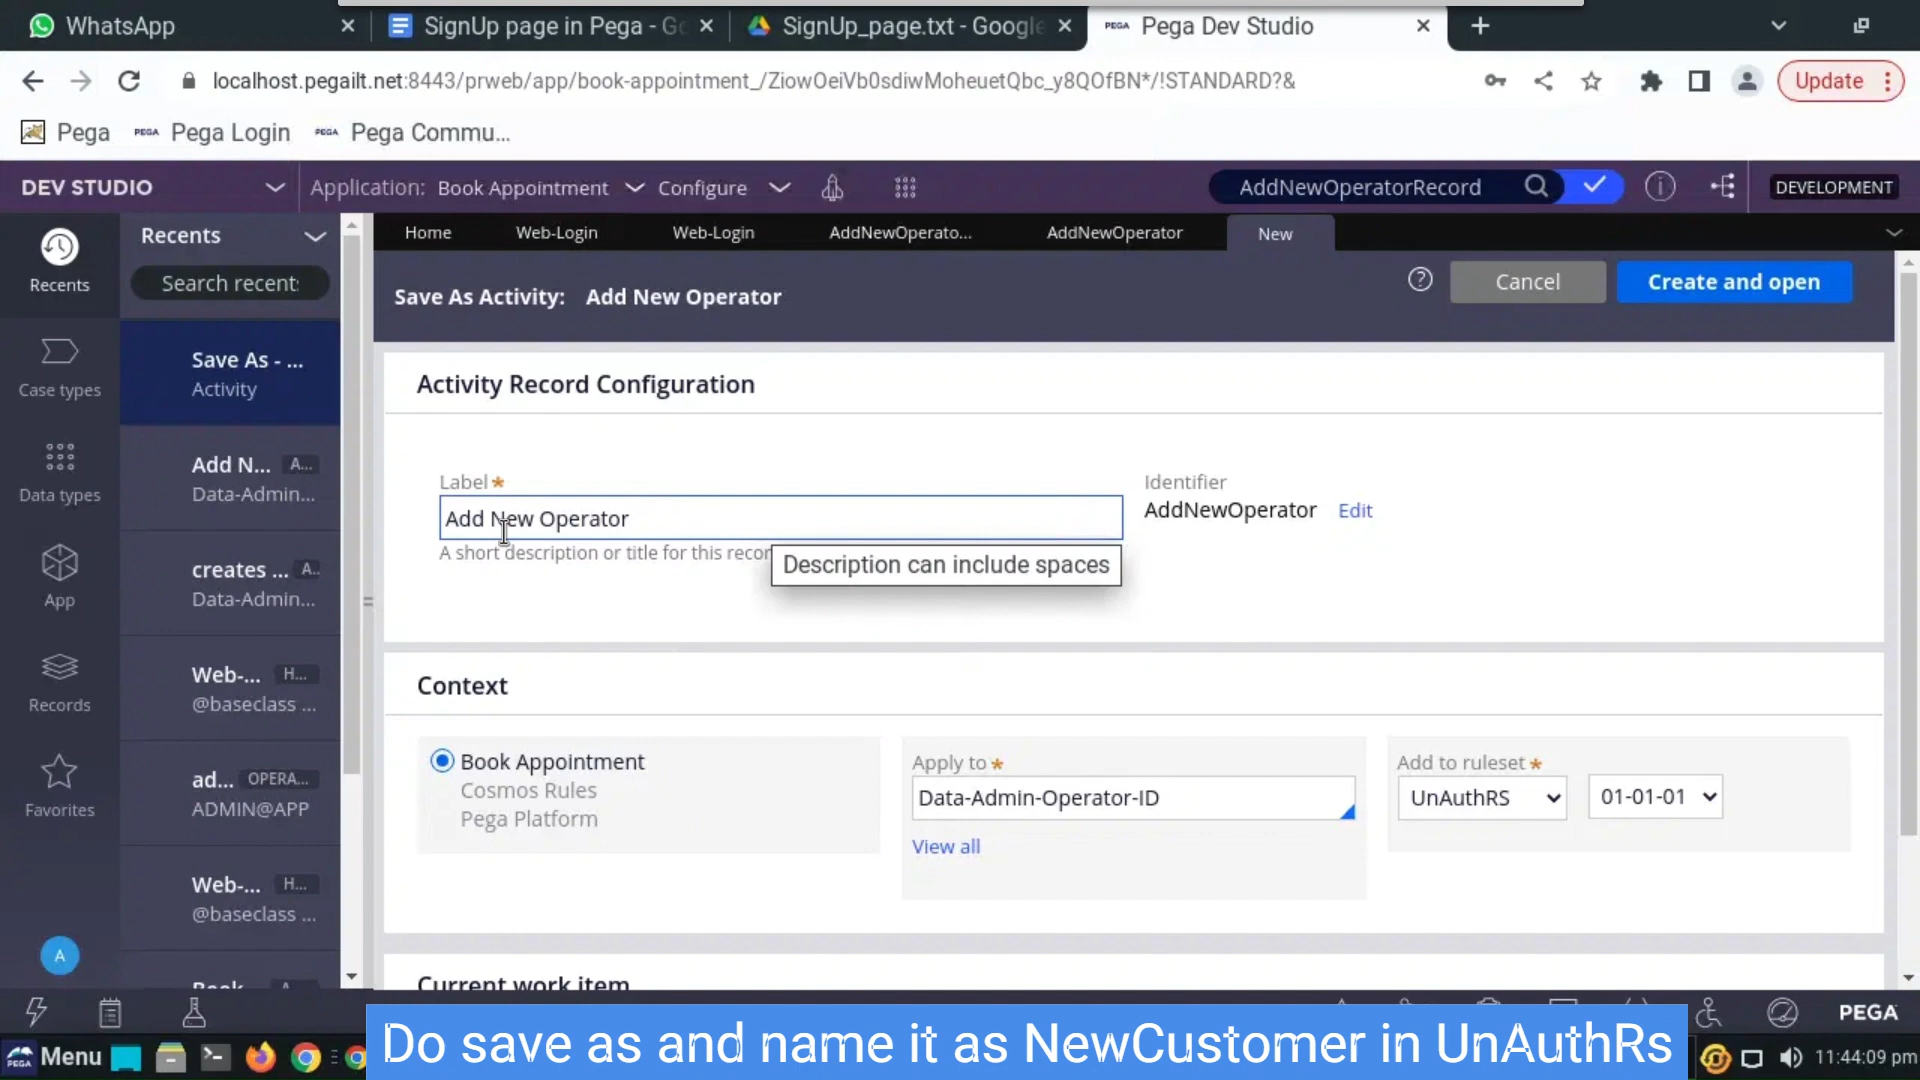 WhatsApp
SignUp page in Pega - Go
SignUp_page.txt - Google
PEGA Pega Dev Studio
localhost.pegailt.net:8443/prweb/app/book-appointment_/ZiowOeiVb0sdiwMoheuetQbc_y8QOfBN*/!STANDARD?&
Update
Pega
PEGA Pega Login
PEGA Pega Commu...
DEV STUDIO
Application: Book Appointment
Configure
AddNewOperatorRecord
DEVELOPMENT
Recents
Home
Web-Login
Web-Login
AddNewOperato...
AddNewOperator
New
Recents
Search recent:
Save As Activity: Add New Operator
Cancel
Create and open
Case types
Data types
App
Records
Favorites
A
Save As - ...
Activity
Add N... A...
Data-Admin...
creates ... A..
Data-Admin...
Web-... H...
@baseclass ...
ad... OPERA...
ADMIN@APP
Web-... H...
@baseclass ...
Book A...
Activity Record Configuration
Label *
Add New Operator
A short description or title for this recor
Description can include spaces
Identifier
AddNewOperator Edit
Context
Book Appointment
Cosmos Rules
Pega Platform
Apply to *
Data-Admin-Operator-ID
View all
Add to ruleset *
UnAuthRS
01-01-01
Current work item
PEGA
Do save as and name it as NewCustomer in UnAuthRs
PEGA Menu
11:44:09 pm